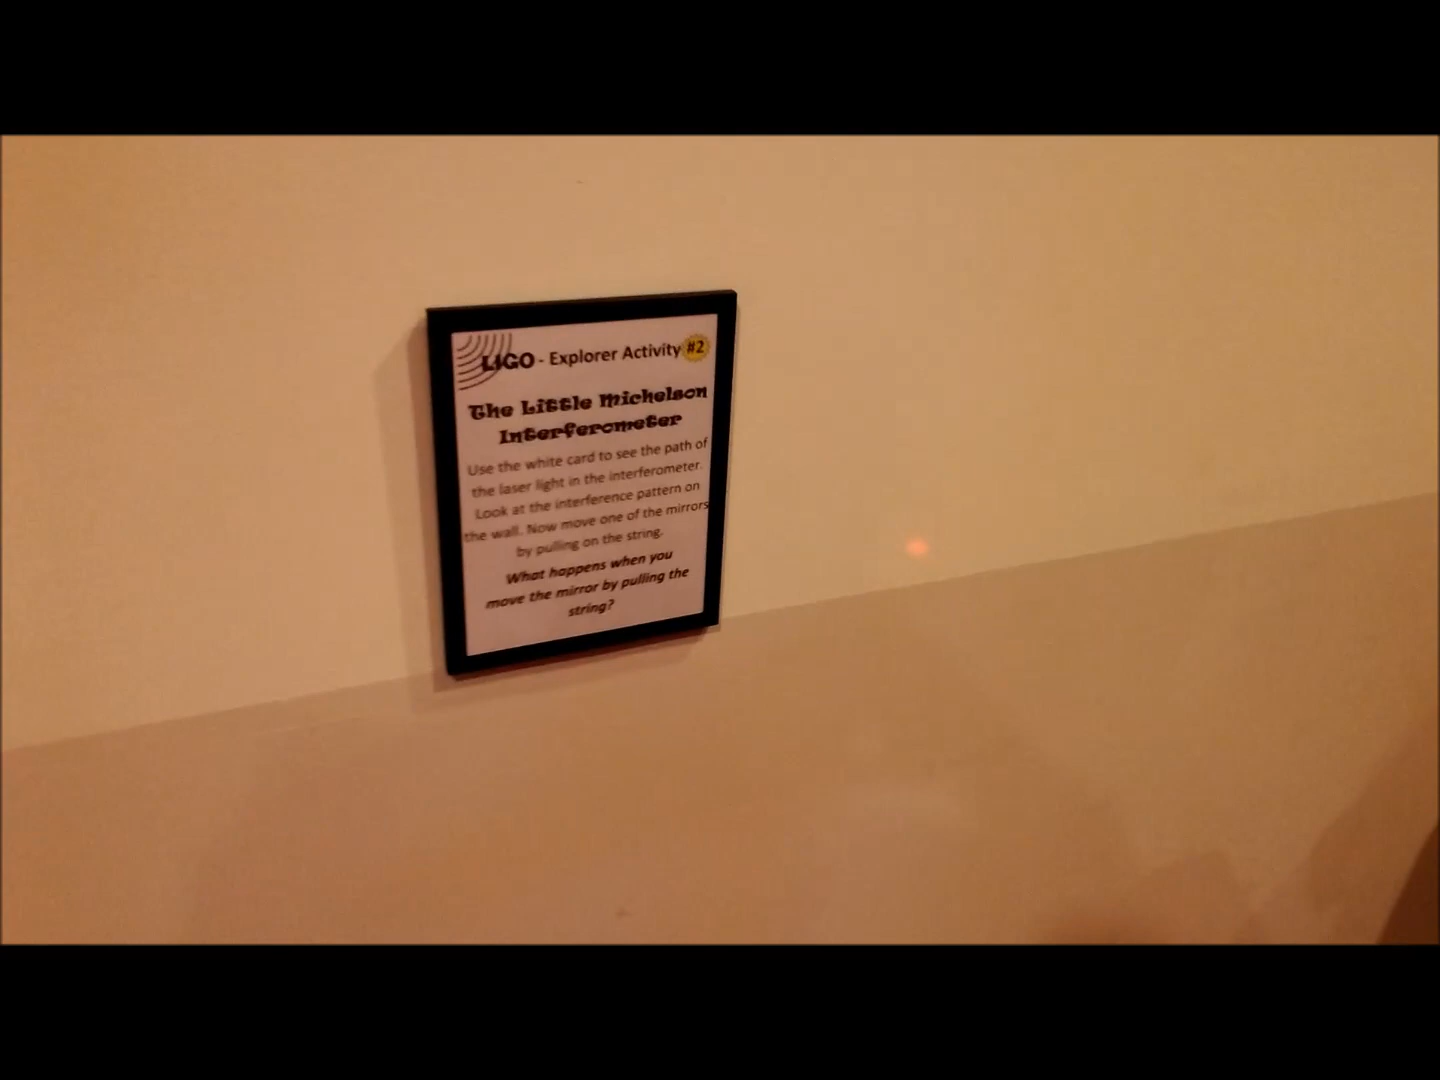 LIGO - Explorer Activity #2
The Little Michelson
Interferometer
Use the white card to see the path of
the laser light in the interferometer.
Look at the interference pattern on
the wall. Now move one of the mirrors
by pulling on the string.
What happens when you
move the mirror by pulling the
string?